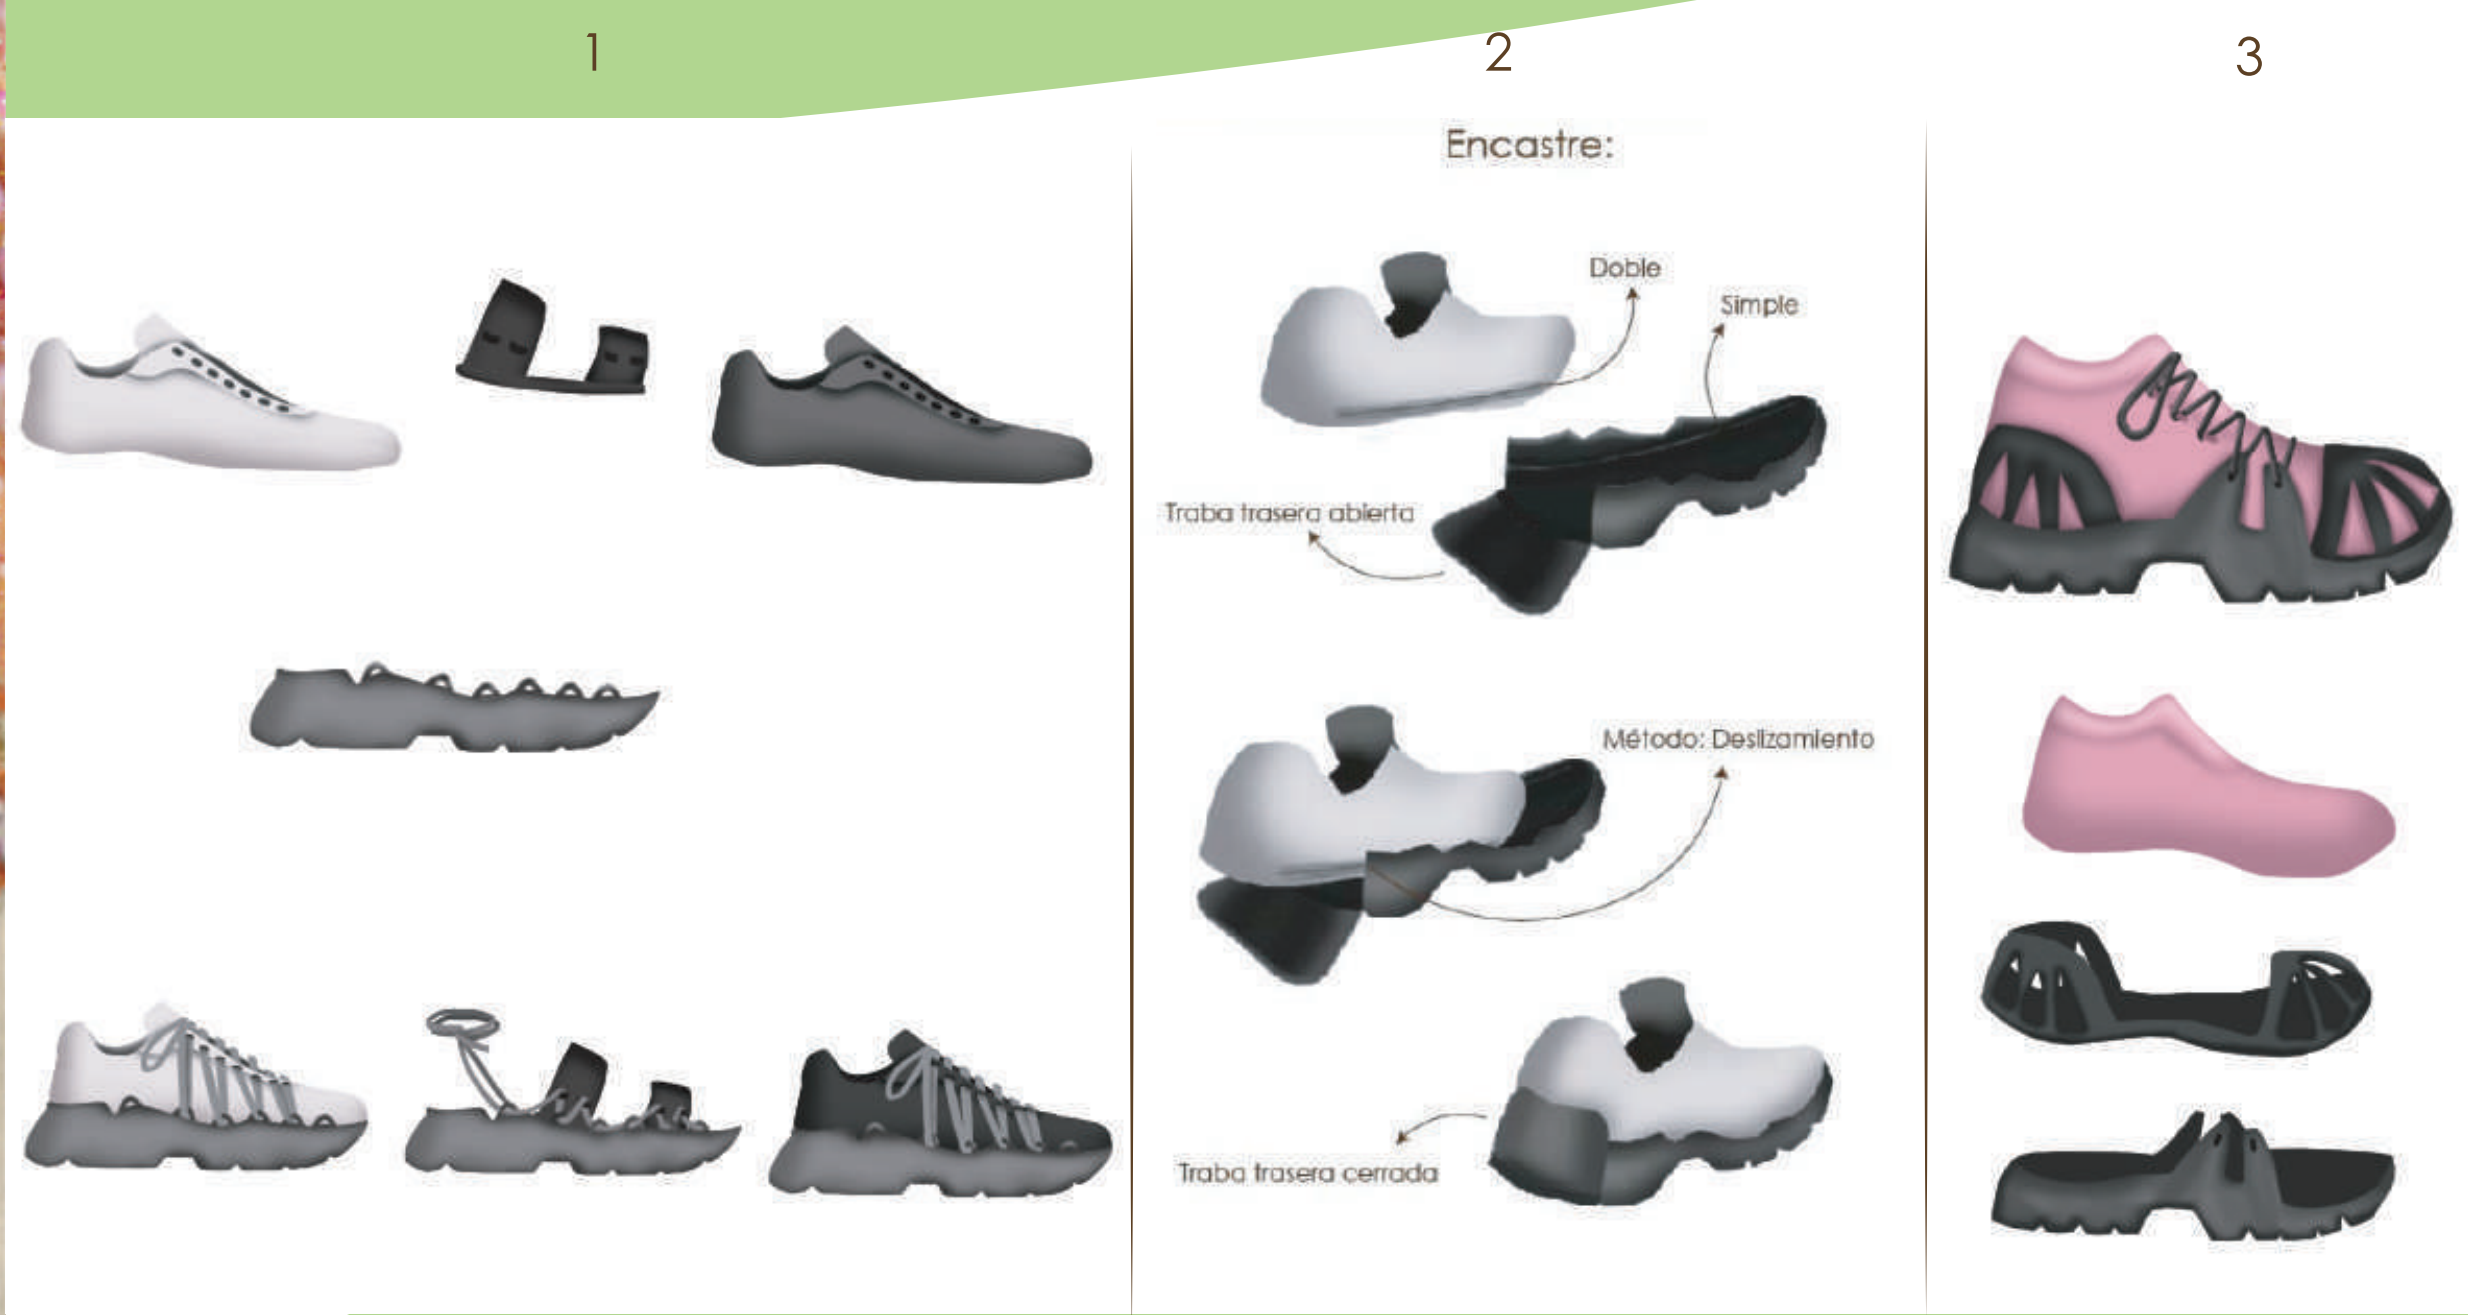 1
2
3
Encastre:
Doble
Simple
Traba trasera abierta
Método: Deslizamiento
Traba trasera cerrada